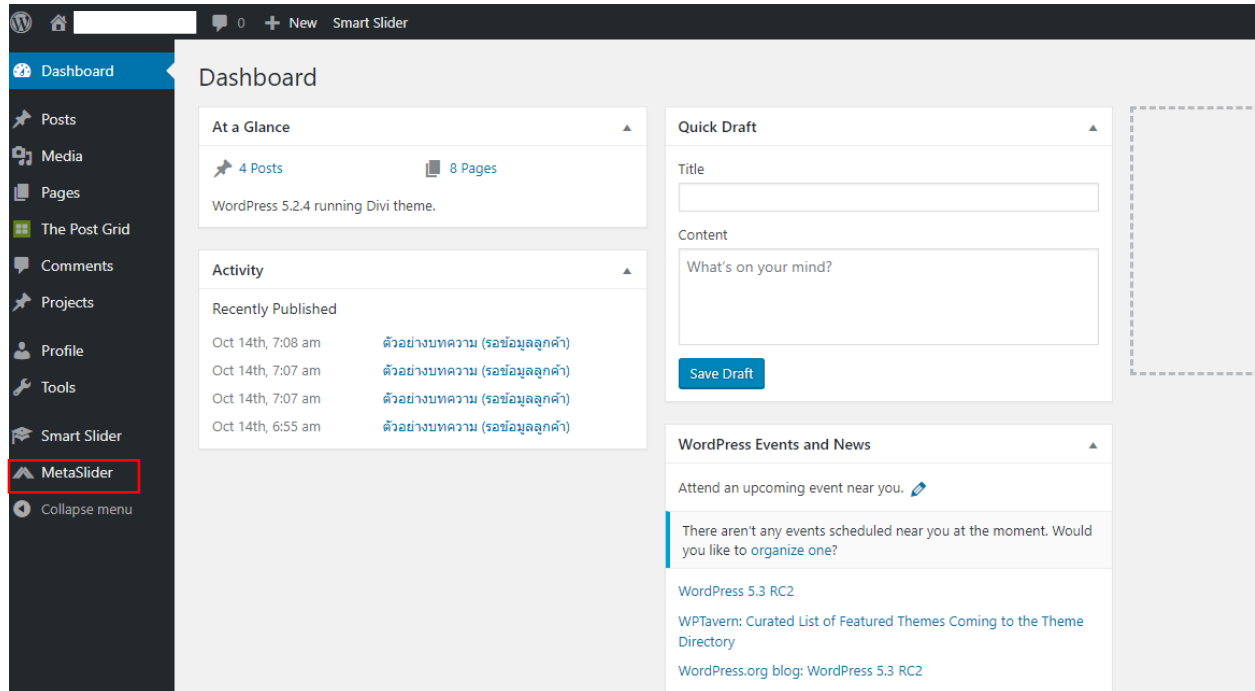 0 New Smart Slider
Dashboard
Posts
Media
Pages
The Post Grid
Comments
Projects
Profile
Tools
Smart Slider
MetaSlider
Collapse menu
Dashboard
At a Glance
4 Posts 8 Pages
WordPress 5.2.4 running Divi theme.
Activity
Recently Published
Oct 14th, 7:08 am ตัวอย่างบทความ (รอข้อมูลลูกค้า)
Oct 14th, 7:07 am ตัวอย่างบทความ (รอข้อมูลลูกค้า)
Oct 14th, 7:07 am ตัวอย่างบทความ (รอข้อมูลลูกค้า)
Oct 14th, 6:55 am ตัวอย่างบทความ (รอข้อมูลลูกค้า)
Quick Draft
Title
Content
What's on your mind?
Save Draft
WordPress Events and News
Attend an upcoming event near you.
There aren't any events scheduled near you at the moment. Would
you like to organize one?
WordPress 5.3 RC2
WPTavern: Curated List of Featured Themes Coming to the Theme
Directory
WordPress.org blog: WordPress 5.3 RC2